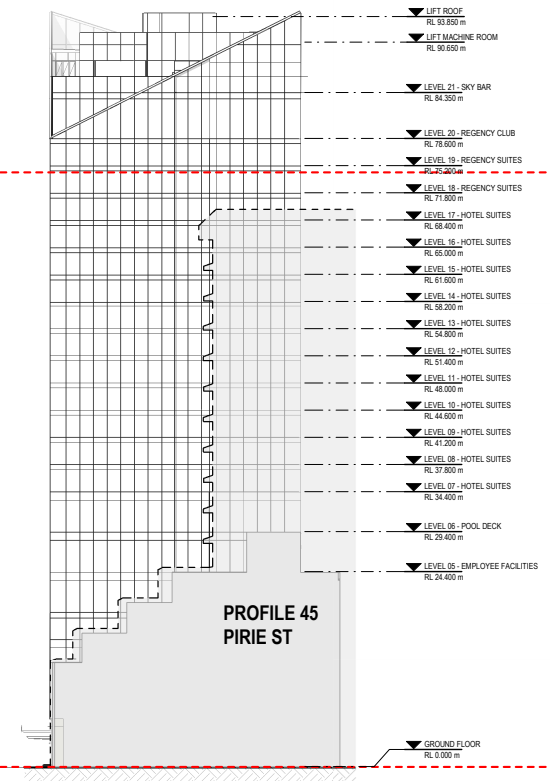 LIFT ROOF
RL 93.850 m
LIFT MACHINE ROOM
RL 90.650 m
LEVEL 21 - SKY BAR
RL 84.350 m
LEVEL 20 - REGENCY CLUB
RL 78.600 m
LEVEL 19 - REGENCY SUITES
RL 75.200 m
LEVEL 18 - REGENCY SUITES
RL 71.800 m
LEVEL 17 - HOTEL SUITES
RL 68.400 m
LEVEL 16 - HOTEL SUITES
RL 65.000 m
LEVEL 15 - HOTEL SUITES
RL 61.600 m
LEVEL 14 - HOTEL SUITES
RL 58.200 m
LEVEL 13 - HOTEL SUITES
RL 54.800 m
LEVEL 12 - HOTEL SUITES
RL 51.400 m
LEVEL 11 - HOTEL SUITES
RL 48.000 m
LEVEL 10 - HOTEL SUITES
RL 44.600 m
LEVEL 09 - HOTEL SUITES
RL 41.200 m
LEVEL 08 - HOTEL SUITES
RL 37.800 m
LEVEL 07 - HOTEL SUITES
RL 34.400 m
LEVEL 06 - POOL DECK
RL 29.400 m
LEVEL 05 - EMPLOYEE FACILITIES
RL 24.400 m
PROFILE 45
PIRIE ST
GROUND FLOOR
RL 0.000 m